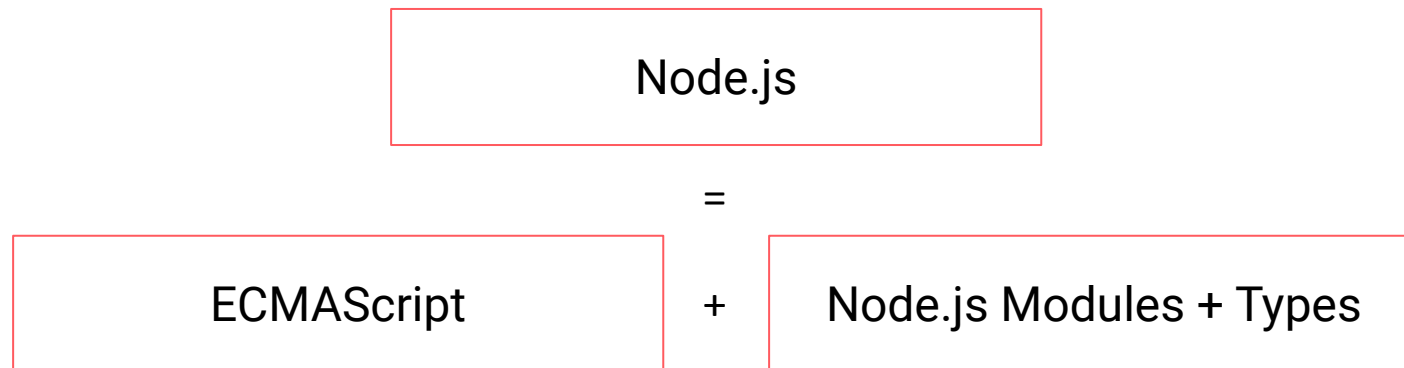 Node.js
=
ECMAScript + Node.js Modules + Types